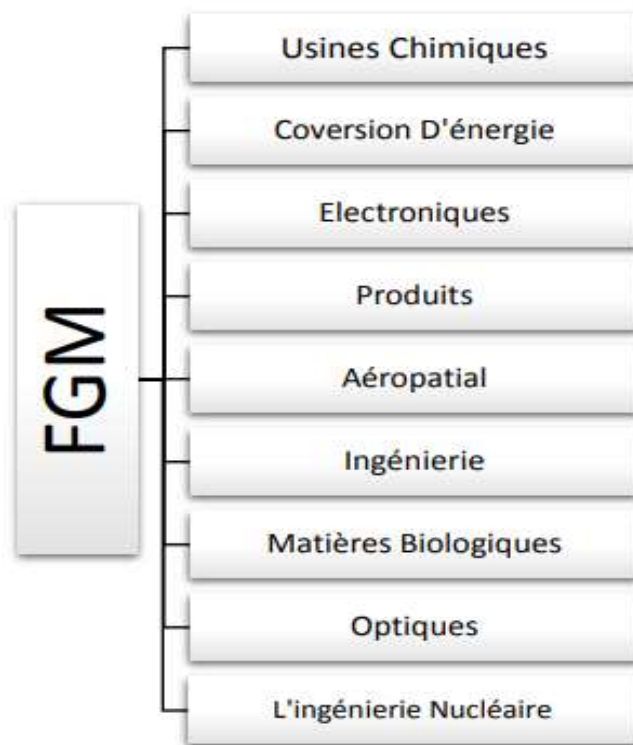 FGM
Usines Chimiques
Coversion D'énergie
Electroniques
Produits
Aéropatial
Ingénierie
Matières Biologiques
Optiques
L'ingénierie Nucléaire